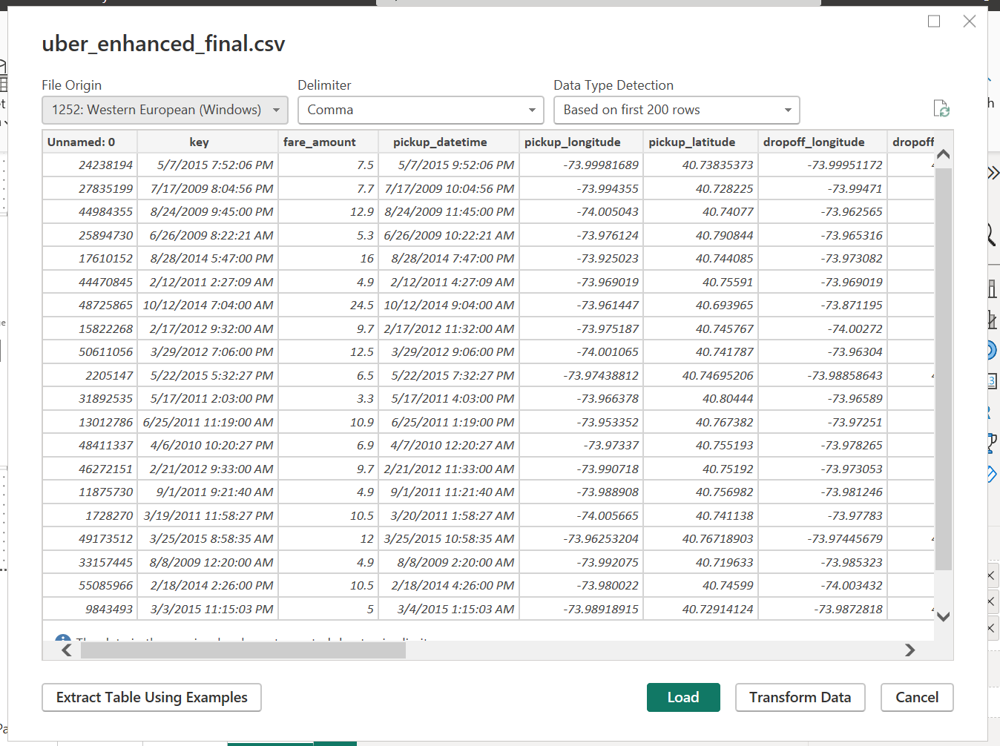 uber_enhanced_final.csv
File Origin Delimiter Data Type Detection
1252: Western European (Windows) Comma Based on first 200 rows
Unnamed: 0 key fare_amount pickup_datetime pickup_longitude pickup_latitude dropoff_longitude dropoff
24238194 5/7/2015 7:52:06 PM 7.5 5/7/2015 9:52:06 PM -73.99981689 40.73835373 -73.99951172
27835199 7/17/2009 8:04:56 PM 7.7 7/17/2009 10:04:56 PM -73.994355 40.728225 -73.99471
44984355 8/24/2009 9:45:00 PM 12.9 8/24/2009 11:45:00 PM -74.005043 40.74077 -73.962565
25894730 6/26/2009 8:22:21 AM 5.3 6/26/2009 10:22:21 AM -73.976124 40.790844 -73.965316
17610152 8/28/2014 5:47:00 PM 16 8/28/2014 7:47:00 PM -73.925023 40.744085 -73.973082
44470845 2/12/2011 2:27:09 AM 4.9 2/12/2011 4:27:09 AM -73.969019 40.75591 -73.969019
48725865 10/12/2014 7:04:00 AM 24.5 10/12/2014 9:04:00 AM -73.961447 40.693965 -73.871195
15822268 2/17/2012 9:32:00 AM 9.7 2/17/2012 11:32:00 AM -73.975187 40.745767 -74.00272
50611056 3/29/2012 7:06:00 PM 12.5 3/29/2012 9:06:00 PM -74.001065 40.741787 -73.96304
2205147 5/22/2015 5:32:27 PM 6.5 5/22/2015 7:32:27 PM -73.97438812 40.74695206 -73.98858643
31892535 5/17/2011 2:03:00 PM 3.3 5/17/2011 4:03:00 PM -73.966378 40.80444 -73.96589
13012786 6/25/2011 11:19:00 AM 10.9 6/25/2011 1:19:00 PM -73.953352 40.767382 -73.97251
48411337 4/6/2010 10:20:27 PM 6.9 4/7/2010 12:20:27 AM -73.97337 40.755193 -73.978265
46272151 2/21/2012 9:33:00 AM 9.7 2/21/2012 11:33:00 AM -73.990718 40.75192 -73.973053
11875730 9/1/2011 9:21:40 AM 4.9 9/1/2011 11:21:40 AM -73.988908 40.756982 -73.981246
1728270 3/19/2011 11:58:27 PM 10.5 3/20/2011 1:58:27 AM -74.005665 40.741138 -73.97783
49173512 3/25/2015 8:58:35 AM 12 3/25/2015 10:58:35 AM -73.96253204 40.76718903 -73.97445679
33157445 8/8/2009 12:20:00 AM 4.9 8/8/2009 2:20:00 AM -73.992075 40.719633 -73.985323
55085966 2/18/2014 2:26:00 PM 10.5 2/18/2014 4:26:00 PM -73.980022 40.74599 -74.003432
9843493 3/3/2015 11:15:03 PM 5 3/4/2015 1:15:03 AM -73.98918915 40.72914124 -73.9872818
Extract Table Using Examples Load Transform Data Cancel